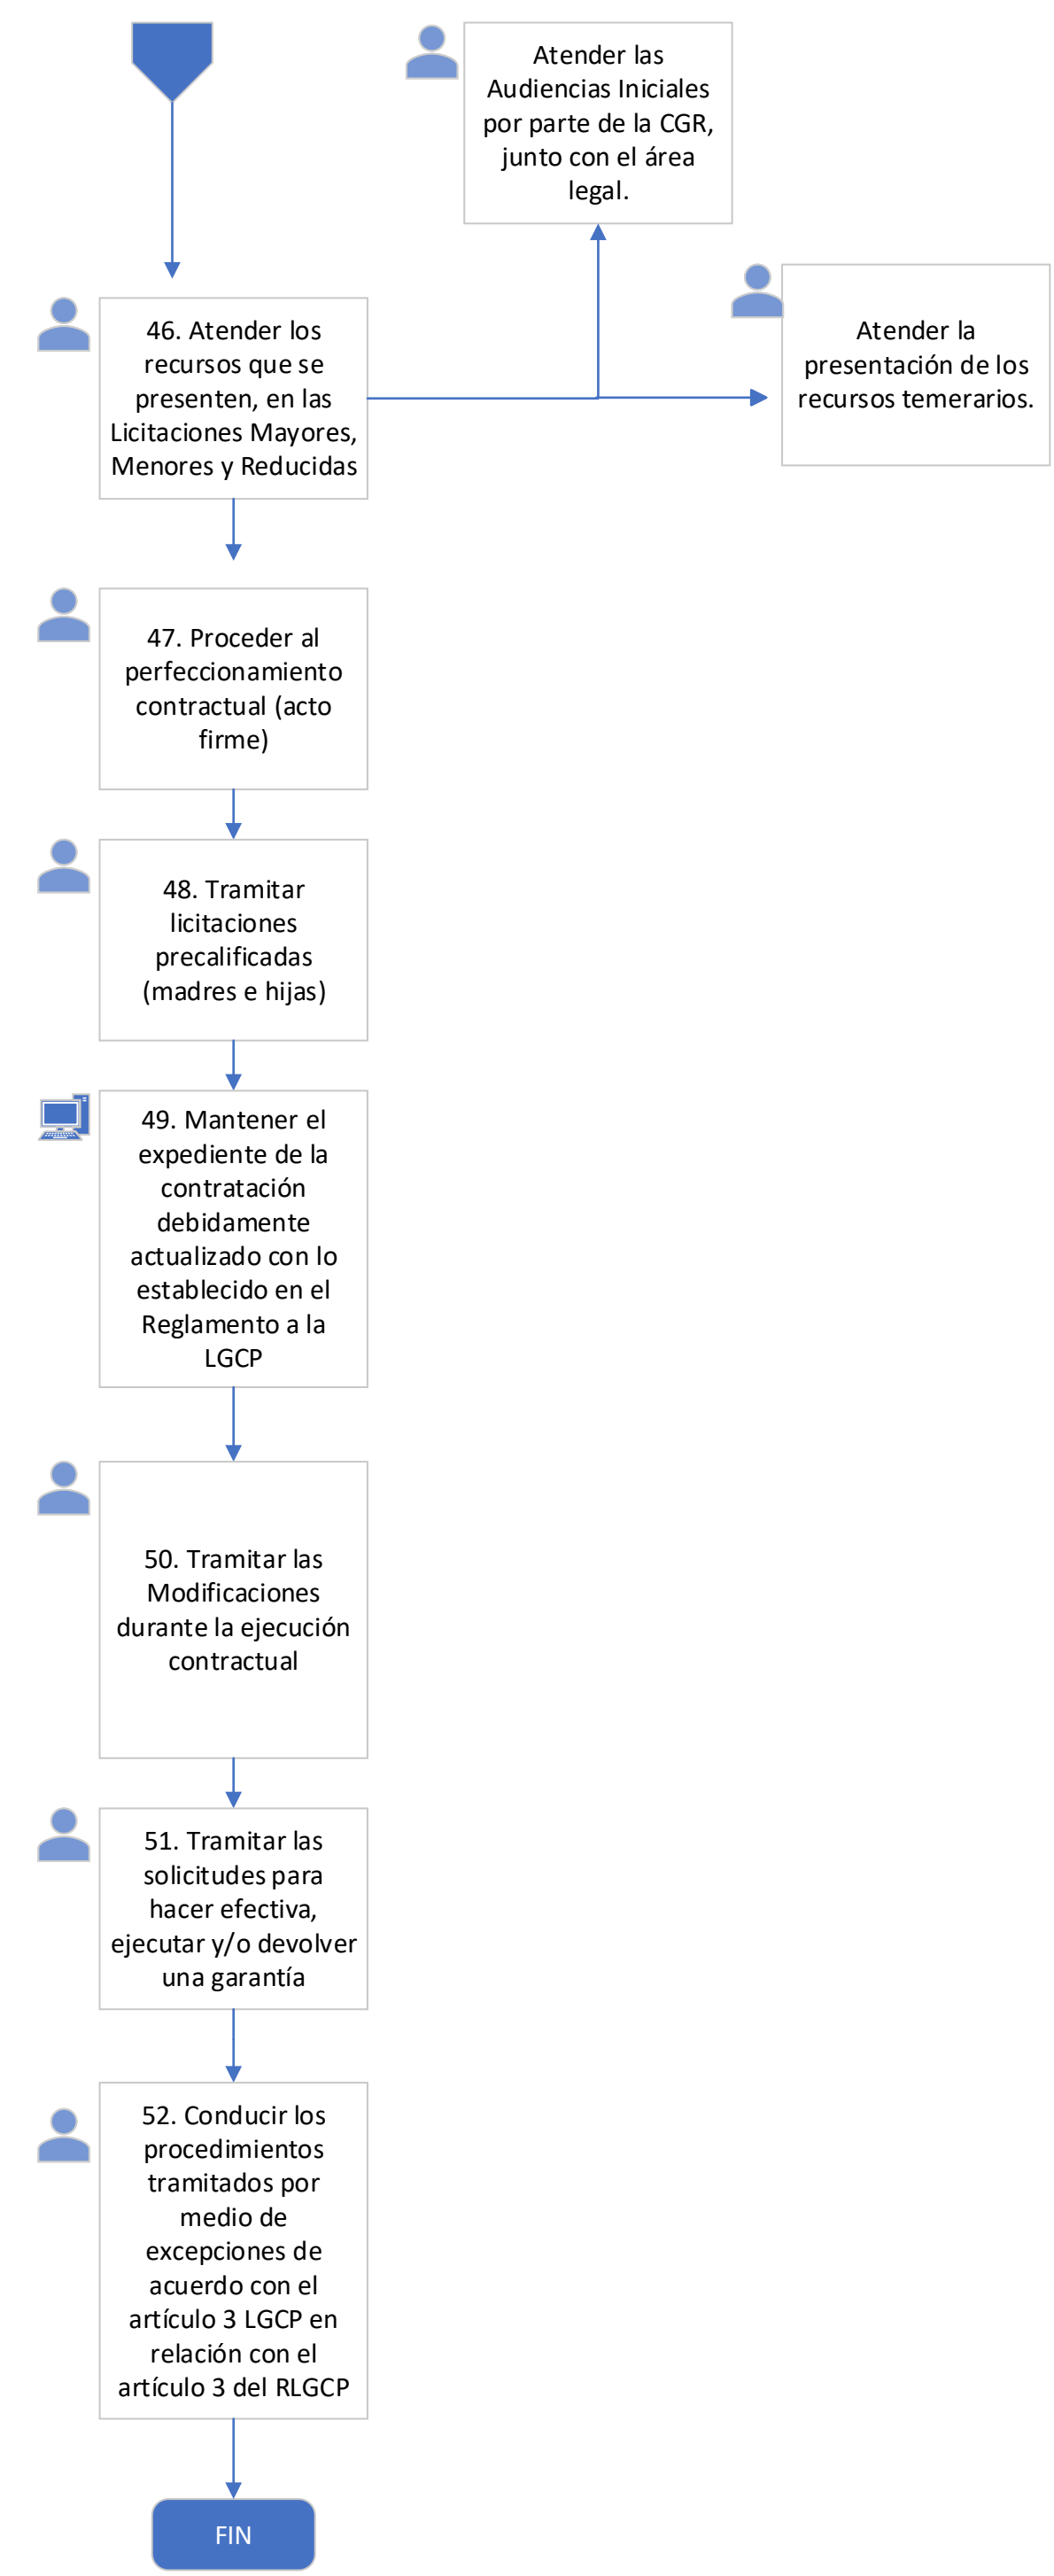 Atender las
Audiencias Iniciales
por parte de la CGR,
junto con el área
legal.
Atender la
presentación de los
recursos temerarios.
46. Atender los
recursos que se
presenten, en las
Licitaciones Mayores,
Menores y Reducidas
47. Proceder al
perfeccionamiento
contractual (acto
firme)
48. Tramitar
licitaciones
precalificadas
(madres e hijas)
49. Mantener el
expediente de la
contratación
debidamente
actualizado con lo
establecido en el
Reglamento a la
LGCP
50. Tramitar las
Modificaciones
durante la ejecución
contractual
51. Tramitar las
solicitudes para
hacer efectiva,
ejecutar y/o devolver
una garantía
52. Conducir los
procedimientos
tramitados por
medio de
excepciones de
acuerdo con el
artículo 3 LGCP en
relación con el
artículo 3 del RLGCP
FIN